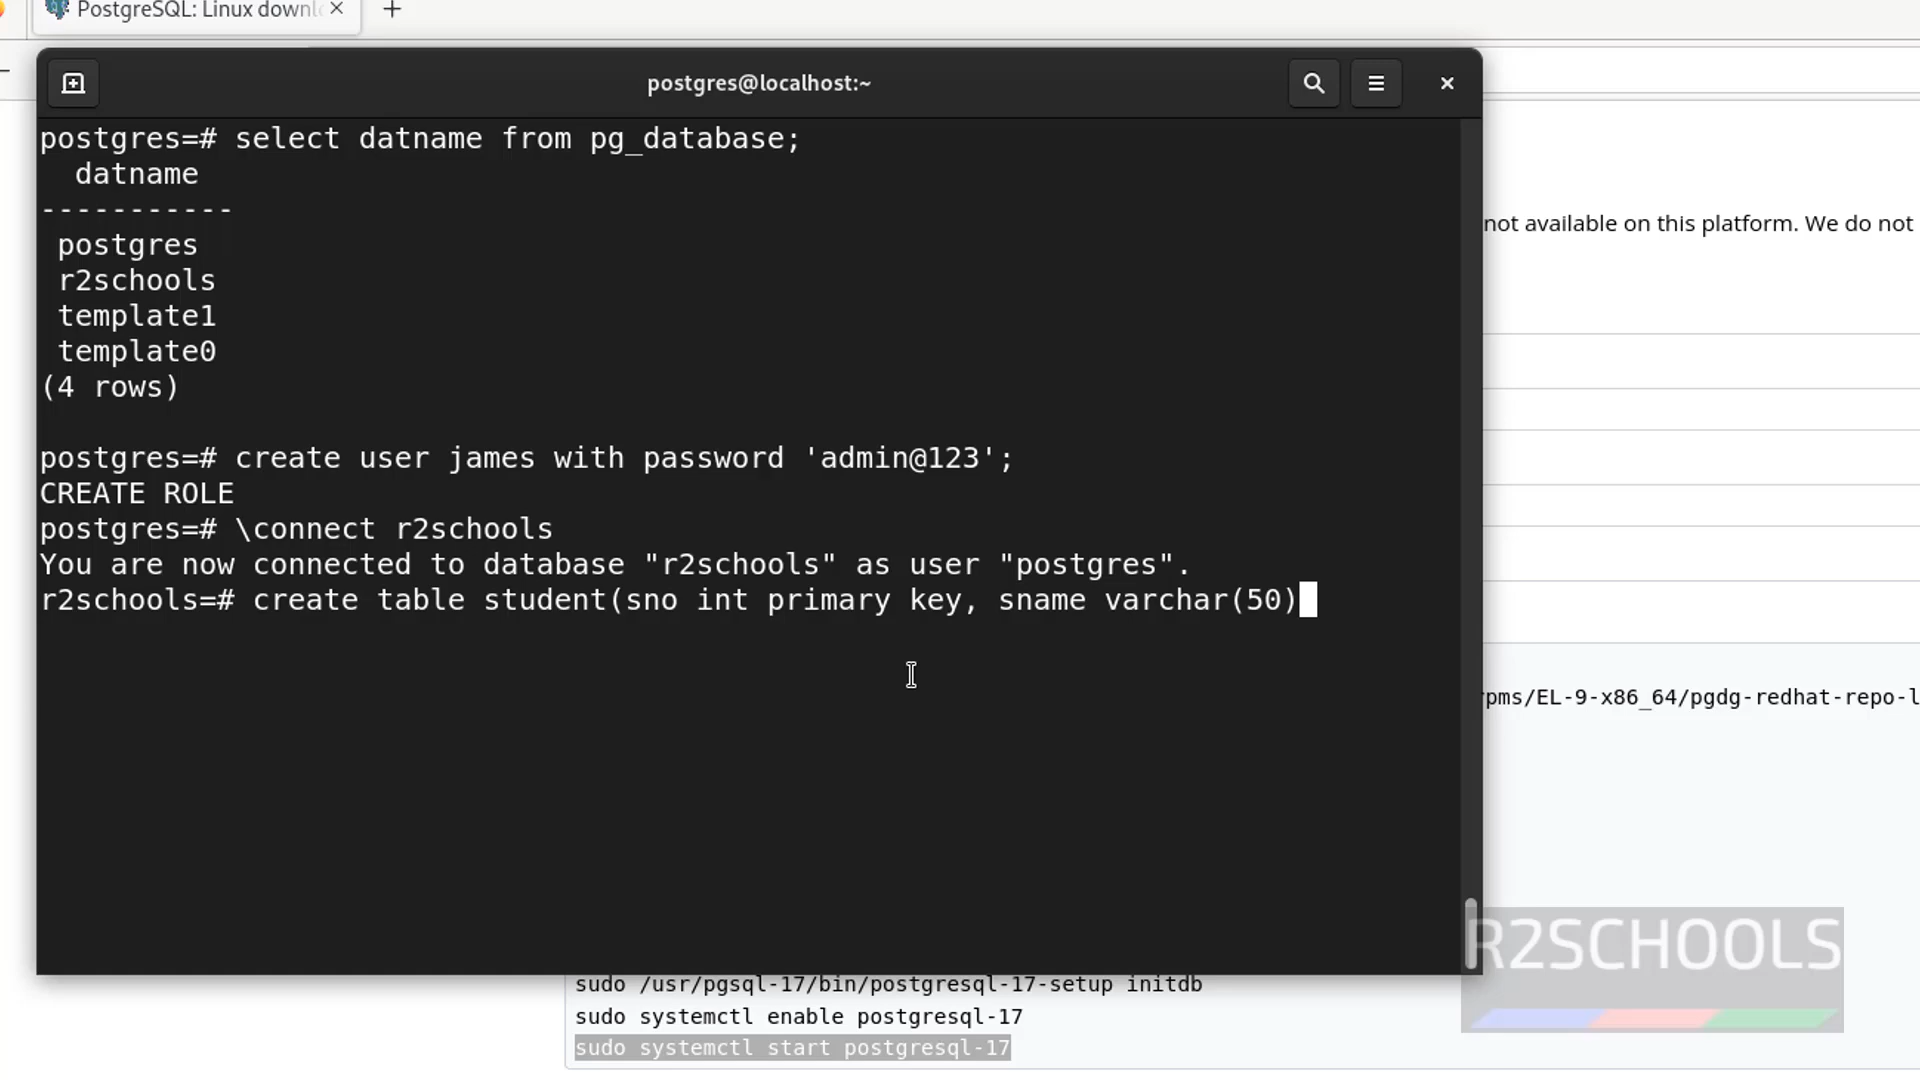 PostgreSQL: Linux downl
postgres@localhost:~
postgres=# select datname from pg_database;
datname
-----------
postgres
r2schools
template1
template0
(4 rows)
postgres=# create user james with password 'admin@123';
CREATE ROLE
postgres=# \connect r2schools
You are now connected to database "r2schools" as user "postgres".
r2schools=# create table student(sno int primary key, sname varchar(50)
not available on this platform. We do not
rpms/EL-9-x86_64/pgdg-redhat-repo-l
sudo /usr/pgsql-17/bin/postgresql-17-setup initdb
sudo systemctl enable postgresql-17
sudo systemctl start postgresql-17
R2SCHOOLS